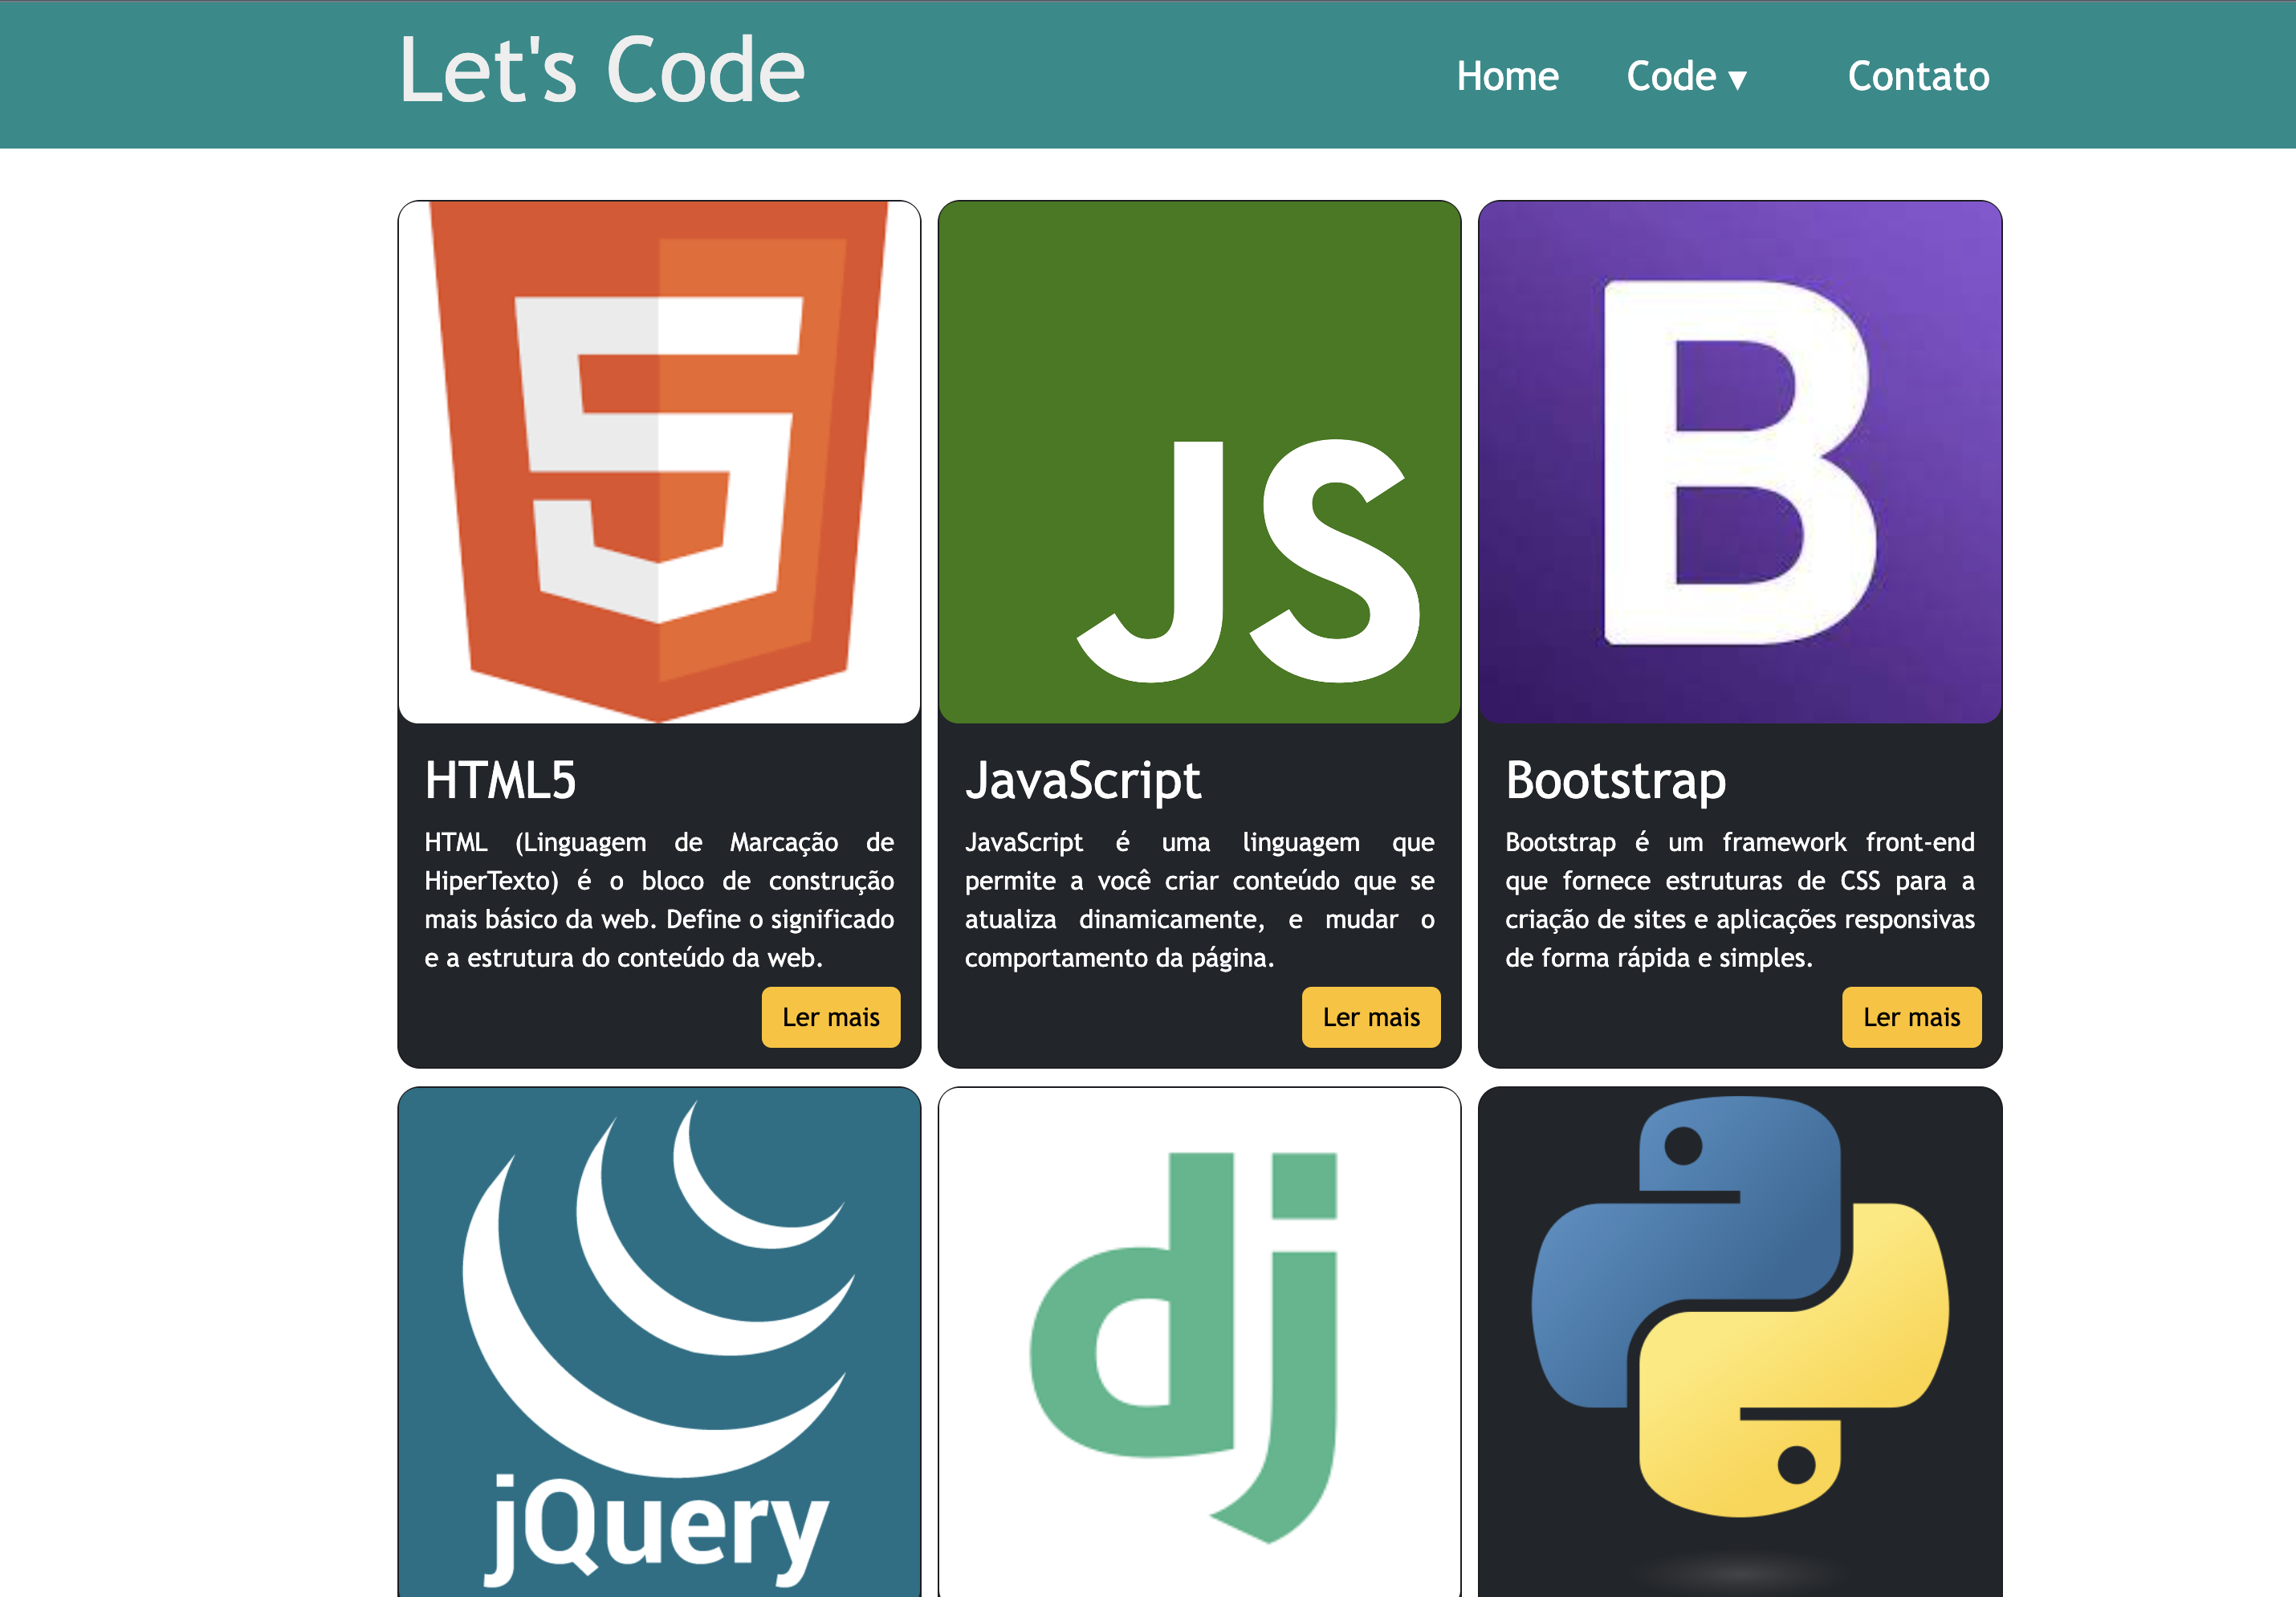 Let's Code
Home Code ▼ Contato
5
JS
B
HTML5
HTML (Linguagem de Marcação de
HiperTexto) é o bloco de construção
mais básico da web. Define o significado
e a estrutura do conteúdo da web.
Ler mais
JavaScript
JavaScript é uma linguagem que
permite a você criar conteúdo que se
atualiza dinamicamente, e mudar o
comportamento da página.
Ler mais
Bootstrap
Bootstrap é um framework front-end
que fornece estruturas de CSS para a
criação de sites e aplicações responsivas
de forma rápida e simples.
Ler mais
jQuery
dj